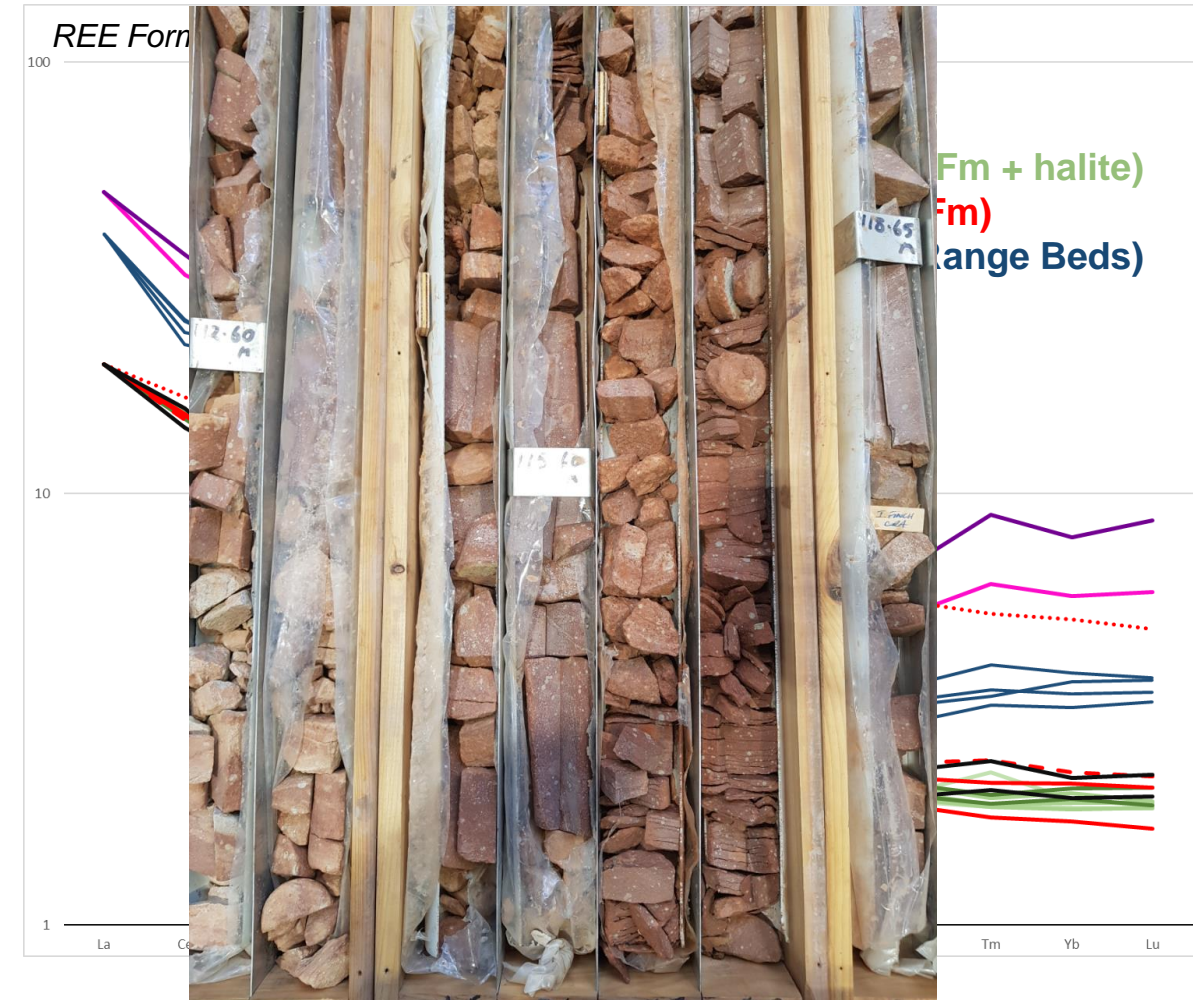 REE Form
100
Fm + halite)
Fm)
Range Beds)
118.65
m
112.60
m
115.60
m
CRA
10
1
La
Ce
Tm
Yb
Lu